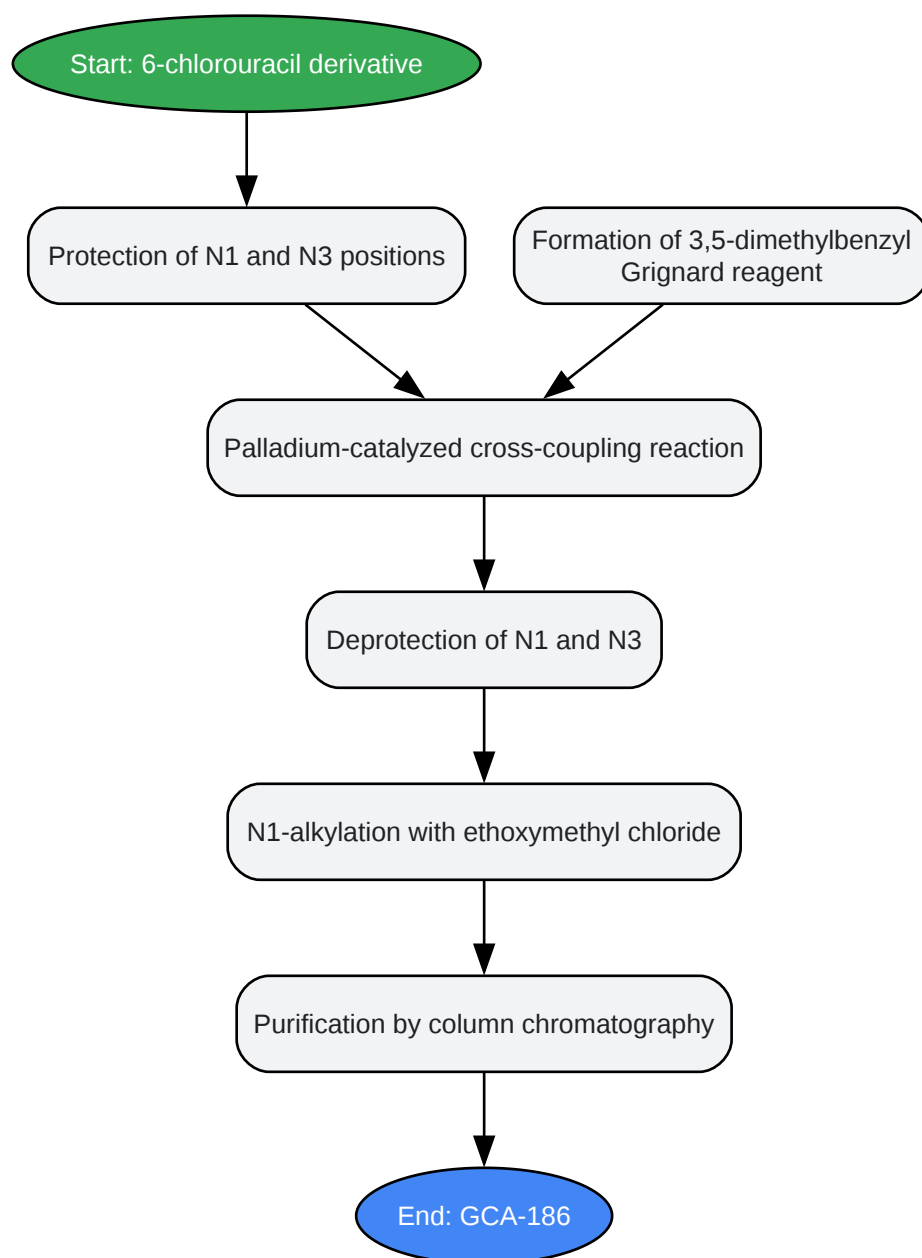 Start: 6-chlorouracil derivative
Protection of N1 and N3 positions
Formation of 3,5-dimethylbenzyl
Grignard reagent
Palladium-catalyzed cross-coupling reaction
Deprotection of N1 and N3
N1-alkylation with ethoxymethyl chloride
Purification by column chromatography
End: GCA-186